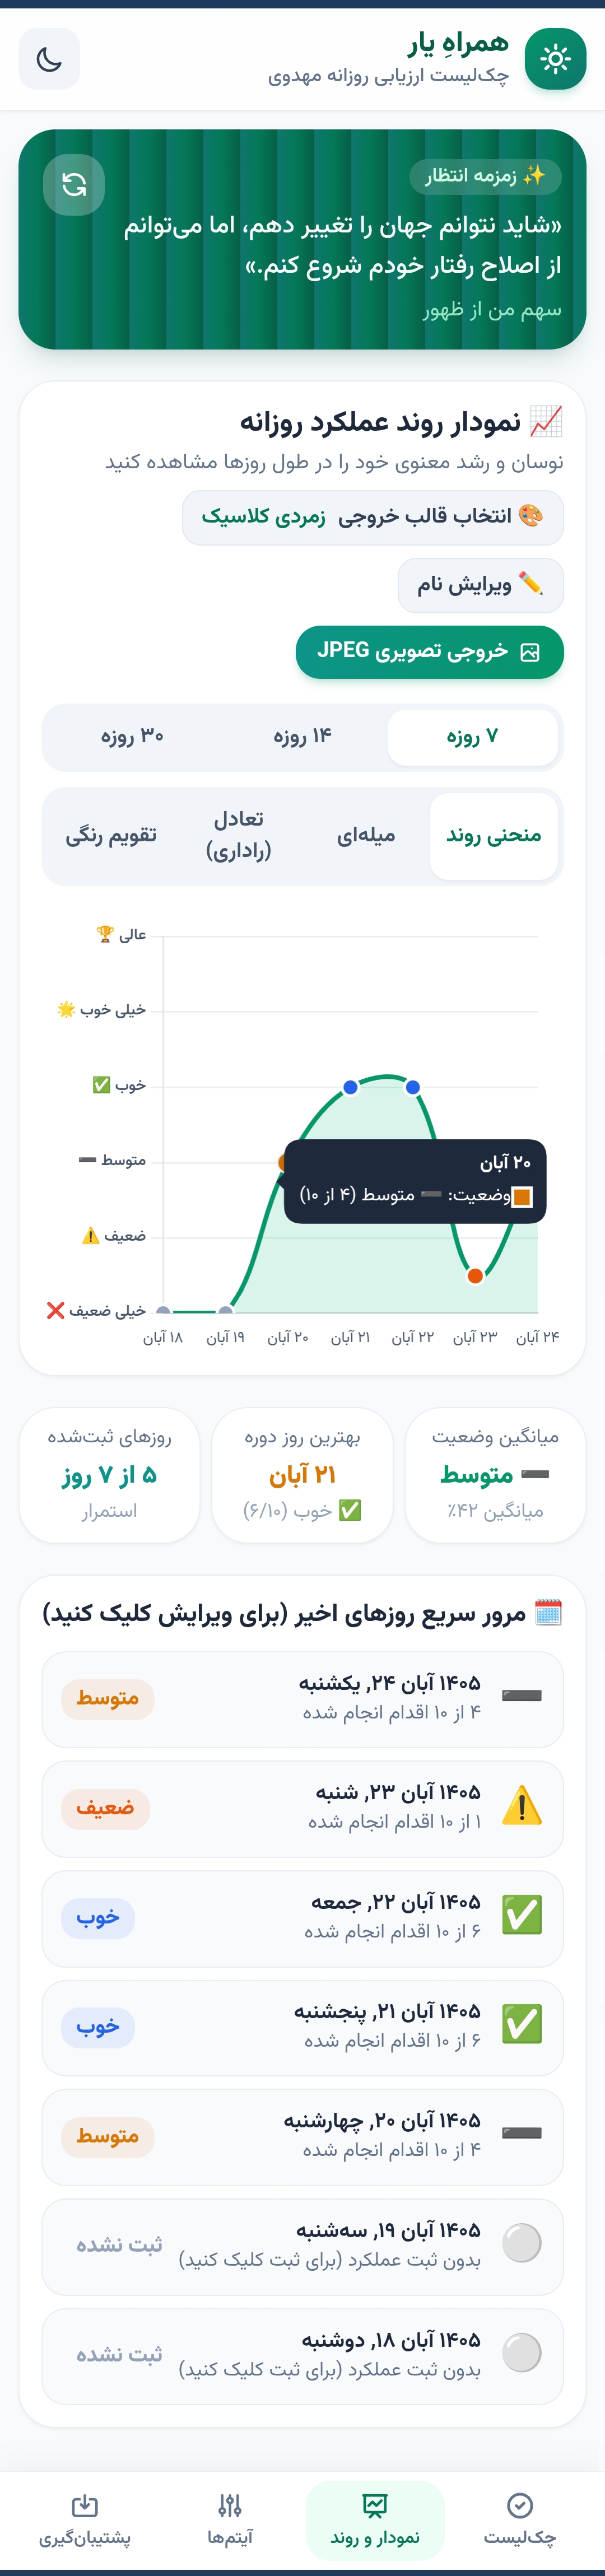 همراهِ یار
چک‌لیست ارزیابی روزانه مهدوی
✨ زمزمه انتظار
«شاید نتوانم جهان را تغییر دهم، اما می‌توانم
از اصلاح رفتار خودم شروع کنم.»
سهم من از ظهور
📈 نمودار روند عملکرد روزانه
نوسان و رشد معنوی خود را در طول روزها مشاهده کنید
🎨 انتخاب قالب خروجی زمردی کلاسیک
✏️ ویرایش نام
خروجی تصویری JPEG
۷ روزه
۱۴ روزه
۳۰ روزه
منحنی روند
میله‌ای
تعادل
(راداری)
تقویم رنگی
عالی 🏆
خیلی خوب 🌟
خوب ✅
متوسط ➖
ضعیف ⚠️
خیلی ضعیف ❌
۲۰ آبان
وضعیت: ➖ متوسط (۴ از ۱۰)
۱۸ آبان
۱۹ آبان
۲۰ آبان
۲۱ آبان
۲۲ آبان
۲۳ آبان
۲۴ آبان
میانگین وضعیت
➖ متوسط
میانگین ۴۲٪
بهترین روز دوره
۲۱ آبان
✅ خوب (۶/۱۰)
روزهای ثبت‌شده
۵ از ۷ روز
استمرار
🗓️ مرور سریع روزهای اخیر (برای ویرایش کلیک کنید)
➖
۱۴۰۵ آبان ۲۴, یکشنبه
۴ از ۱۰ اقدام انجام شده
متوسط
⚠️
۱۴۰۵ آبان ۲۳, شنبه
۱ از ۱۰ اقدام انجام شده
ضعیف
✅
۱۴۰۵ آبان ۲۲, جمعه
۶ از ۱۰ اقدام انجام شده
خوب
✅
۱۴۰۵ آبان ۲۱, پنجشنبه
۶ از ۱۰ اقدام انجام شده
خوب
➖
۱۴۰۵ آبان ۲۰, چهارشنبه
۴ از ۱۰ اقدام انجام شده
متوسط
⚪
۱۴۰۵ آبان ۱۹, سه‌شنبه
بدون ثبت عملکرد (برای ثبت کلیک کنید)
ثبت نشده
⚪
۱۴۰۵ آبان ۱۸, دوشنبه
بدون ثبت عملکرد (برای ثبت کلیک کنید)
ثبت نشده
چک‌لیست
نمودار و روند
آیتم‌ها
پشتیبان‌گیری